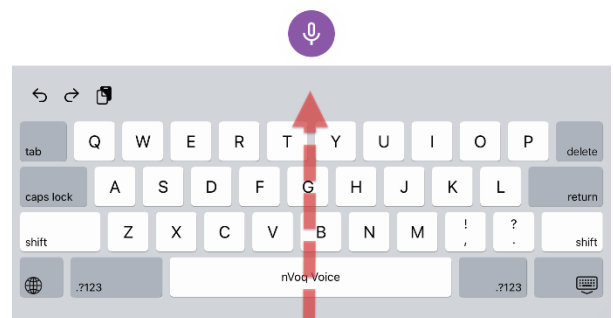 tab Q W E R T Y U I O P delete
caps lock A S D F G H J K L return
shift Z X C V B N M ! , ? . shift
.?123 nVoq Voice .?123